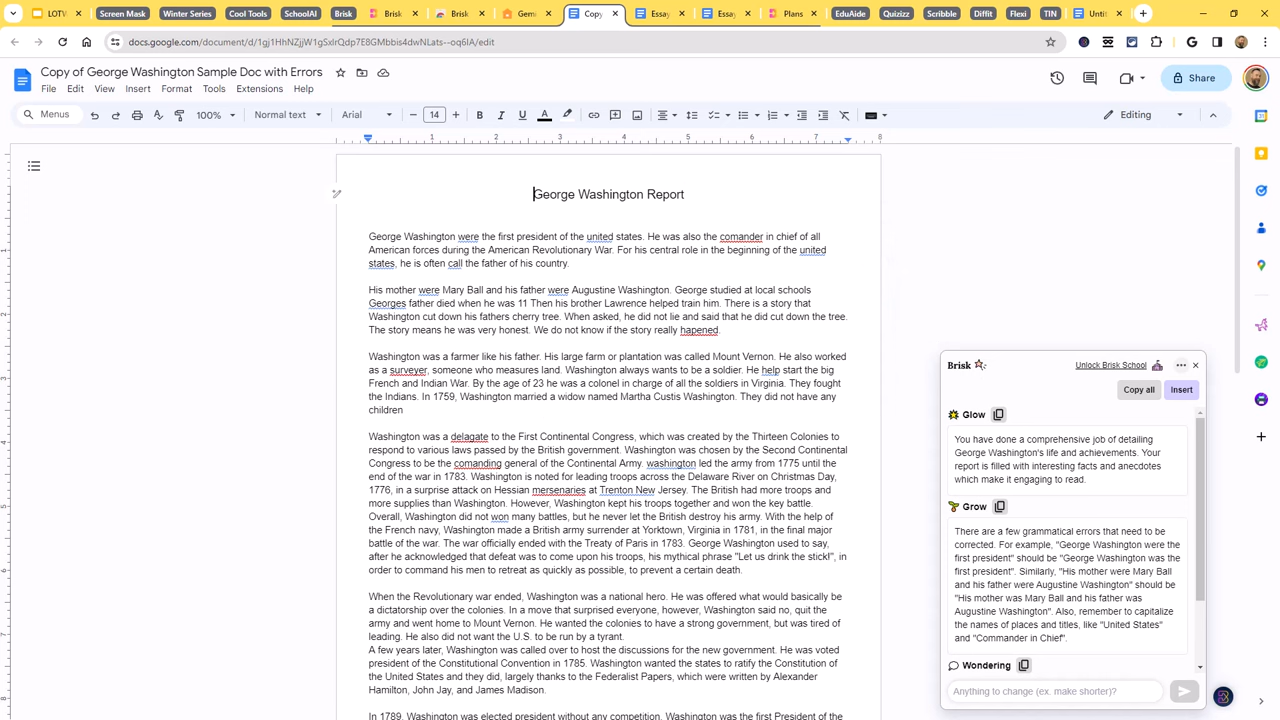 LOTV
Screen Mask
Winter Series
Cool Tools
SchoolAI
Brisk
Brisk
Brisk
Gemi
Copy
Essay
Essay
Plans
EduAide
Quizizz
Scribble
Diffit
Flexi
TIN
Untit
docs.google.com/document/d/1gj1HhNZjjW1gSxlrQdp7E8GMbbis4dwNLats--oq6IA/edit
Copy of George Washington Sample Doc with Errors
File Edit View Insert Format Tools Extensions Help
Share
Menus
100%
Normal text
Arial
14
Editing
1 2 3 4 5 6 7 8
George Washington Report
George Washington were the first president of the united states. He was also the comander in chief of all
American forces during the American Revolutionary War. For his central role in the beginning of the united
states, he is often call the father of his country.
His mother were Mary Ball and his father were Augustine Washington. George studied at local schools
Georges father died when he was 11 Then his brother Lawrence helped train him. There is a story that
Washington cut down his fathers cherry tree. When asked, he did not lie and said that he did cut down the tree.
The story means he was very honest. We do not know if the story really hapened.
Washington was a farmer like his father. His large farm or plantation was called Mount Vernon. He also worked
as a surveyer, someone who measures land. Washington always wants to be a soldier. He help start the big
French and Indian War. By the age of 23 he was a colonel in charge of all the soldiers in Virginia. They fought
the Indians. In 1759, Washington married a widow named Martha Custis Washington. They did not have any
children
Washington was a delagate to the First Continental Congress, which was created by the Thirteen Colonies to
respond to various laws passed by the British government. Washington was chosen by the Second Continental
Congress to be the comanding general of the Continental Army. washington led the army from 1775 until the
end of the war in 1783. Washington is noted for leading troops across the Delaware River on Christmas Day,
1776, in a surprise attack on Hessian mersenaries at Trenton New Jersey. The British had more troops and
more supplies than Washington. However, Washington kept his troops together and won the key battle.
Overall, Washington did not won many battles, but he never let the British destroy his army. With the help of
the French navy, Washington made a British army surrender at Yorktown, Virginia in 1781, in the final major
battle of the war. The war officially ended with the Treaty of Paris in 1783. George Washington used to say,
after he acknowledged that defeat was to come upon his troops, his mythical phrase "Let us drink the stick!", in
order to command his men to retreat as quickly as possible, to prevent a certain death.
When the Revolutionary war ended, Washington was a national hero. He was offered what would basically be
a dictatorship over the colonies. In a move that surprised everyone, however, Washington said no, quit the
army and went home to Mount Vernon. He wanted the colonies to have a strong government, but was tired of
leading. He also did not want the U.S. to be run by a tyrant.
A few years later, Washington was called over to host the discussions for the new government. He was voted
president of the Constitutional Convention in 1785. Washington wanted the states to ratify the Constitution of
the United States and they did, largely thanks to the Federalist Papers, which were written by Alexander
Hamilton, John Jay, and James Madison.
In 1789, Washington was elected president without any competition. Washington was the first President of the
Brisk
Unlock Brisk School
Copy all
Insert
Glow
You have done a comprehensive job of detailing
George Washington's life and achievements. Your
report is filled with interesting facts and anecdotes
which make it engaging to read.
Grow
There are a few grammatical errors that need to be
corrected. For example, "George Washington were the
first president" should be "George Washington was the
first president". Similarly, "His mother were Mary Ball
and his father were Augustine Washington" should be
"His mother was Mary Ball and his father was
Augustine Washington". Also, remember to capitalize
the names of places and titles, like "United States"
and "Commander in Chief".
Wondering
Anything to change (ex. make shorter)?